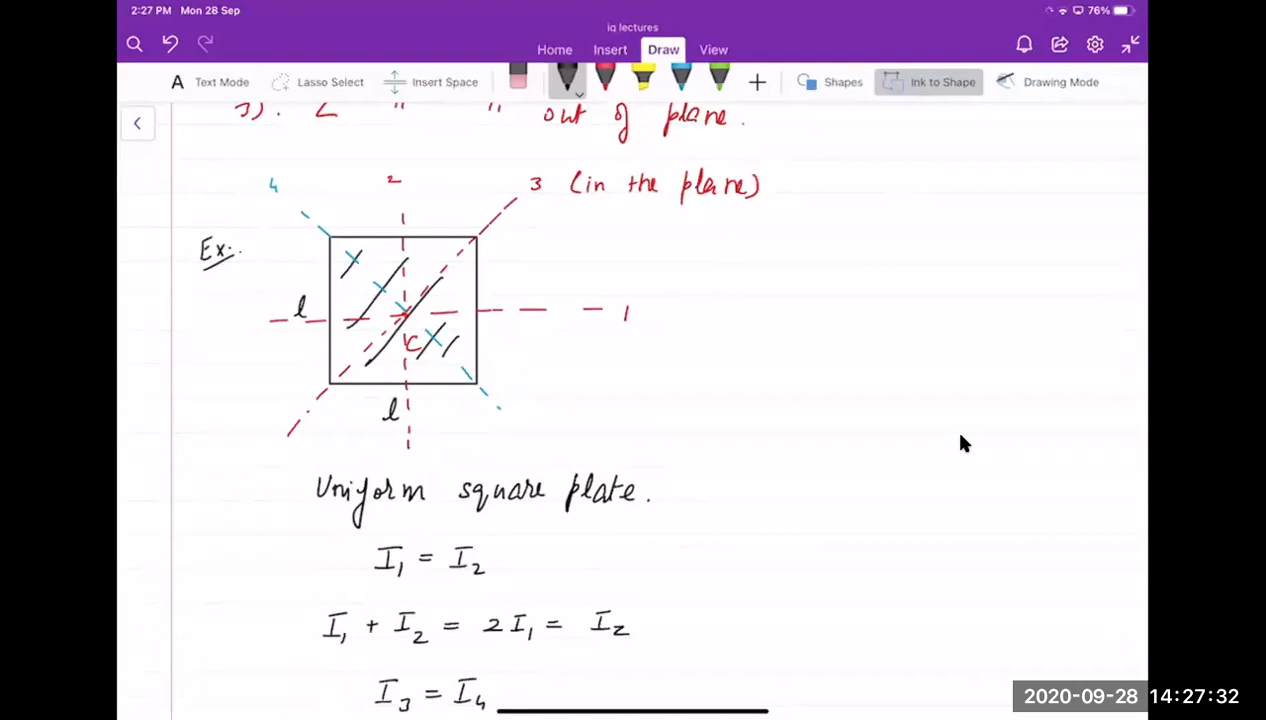 2:27 PM Mon 28 Sep
76%
iq lectures
Home Insert Draw View
A Text Mode Lasso Select Insert Space Shapes Ink to Shape Drawing Mode
3). L " " out of plane.
4 2 3 (in the plane)
Ex:.
l
1
C
l
Uniform square plate.
I₁ = I₂
I₁ + I₂ = 2I₁ = I_z
I₃ = I₄
2020-09-28 14:27:32